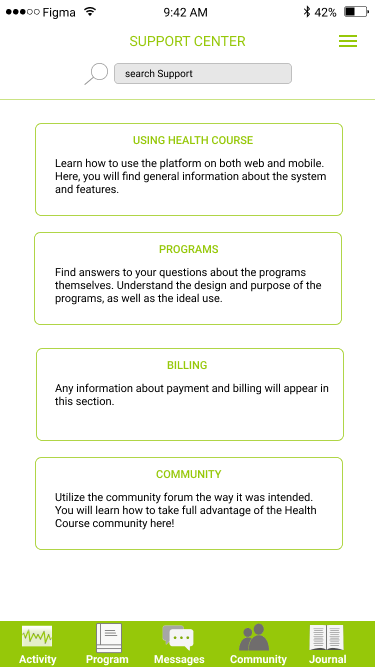 ●●●○○ Figma 9:42 AM 42%
SUPPORT CENTER
search Support
USING HEALTH COURSE
Learn how to use the platform on both web and mobile.
Here, you will find general information about the system
and features.
PROGRAMS
Find answers to your questions about the programs
themselves. Understand the design and purpose of the
programs, as well as the ideal use.
BILLING
Any information about payment and billing will appear in
this section.
COMMUNITY
Utilize the community forum the way it was intended.
You will learn how to take full advantage of the Health
Course community here!
Activity Program Messages Community Journal